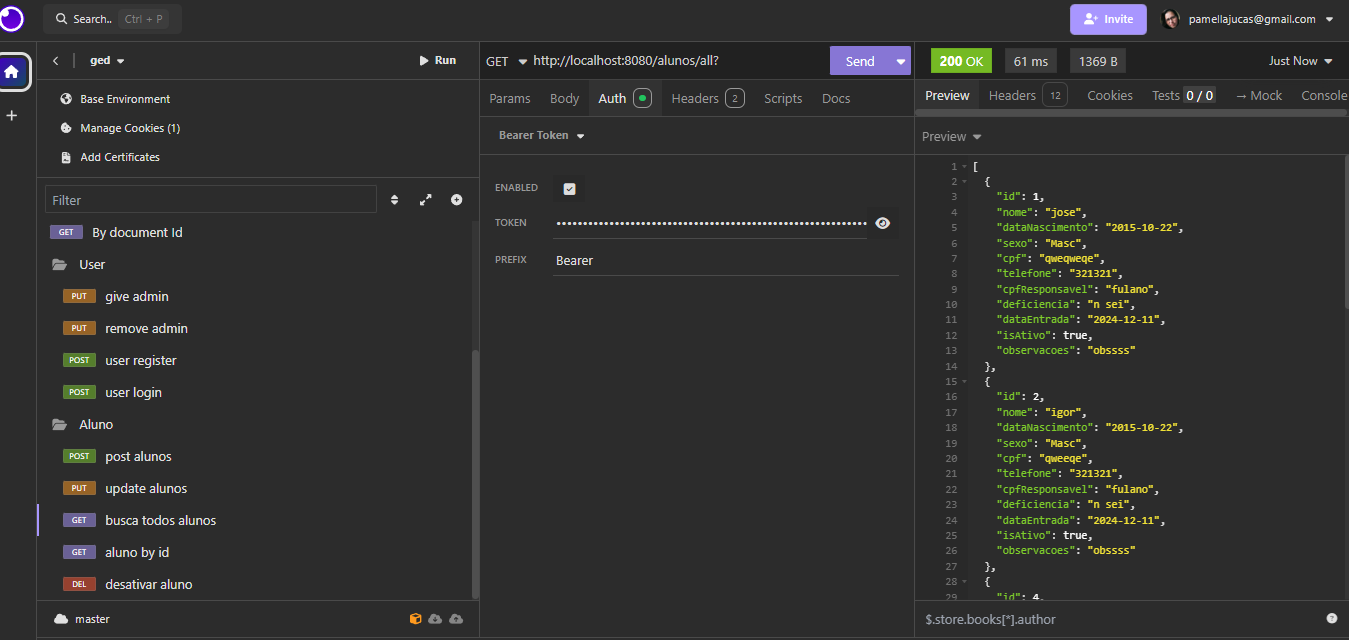 Search.. Ctrl + P
Invite
pamellajucas@gmail.com
ged
Run
Base Environment
Manage Cookies (1)
Add Certificates
Filter
GET By document Id
User
PUT give admin
PUT remove admin
POST user register
POST user login
Aluno
POST post alunos
PUT update alunos
GET busca todos alunos
GET aluno by id
DEL desativar aluno
master
GET http://localhost:8080/alunos/all? Send
Params Body Auth Headers 2 Scripts Docs
Bearer Token
ENABLED
TOKEN ••••••••••••••••••••••••••••••••••••••••••••••••••••••••••
PREFIX Bearer
200 OK 61 ms 1369 B Just Now
Preview Headers 12 Cookies Tests 0 / 0 → Mock Console
Preview
1 [
2 {
3 "id": 1,
4 "nome": "jose",
5 "dataNascimento": "2015-10-22",
6 "sexo": "Masc",
7 "cpf": "qweqweqe",
8 "telefone": "321321",
9 "cpfResponsavel": "fulano",
10 "deficiencia": "n sei",
11 "dataEntrada": "2024-12-11",
12 "isAtivo": true,
13 "observacoes": "obssss"
14 },
15 {
16 "id": 2,
17 "nome": "igor",
18 "dataNascimento": "2015-10-22",
19 "sexo": "Masc",
20 "cpf": "qweeqe",
21 "telefone": "321321",
22 "cpfResponsavel": "fulano",
23 "deficiencia": "n sei",
24 "dataEntrada": "2024-12-11",
25 "isAtivo": true,
26 "observacoes": "obssss"
27 },
28 {
29 "id": 4,
$.store.books[*].author